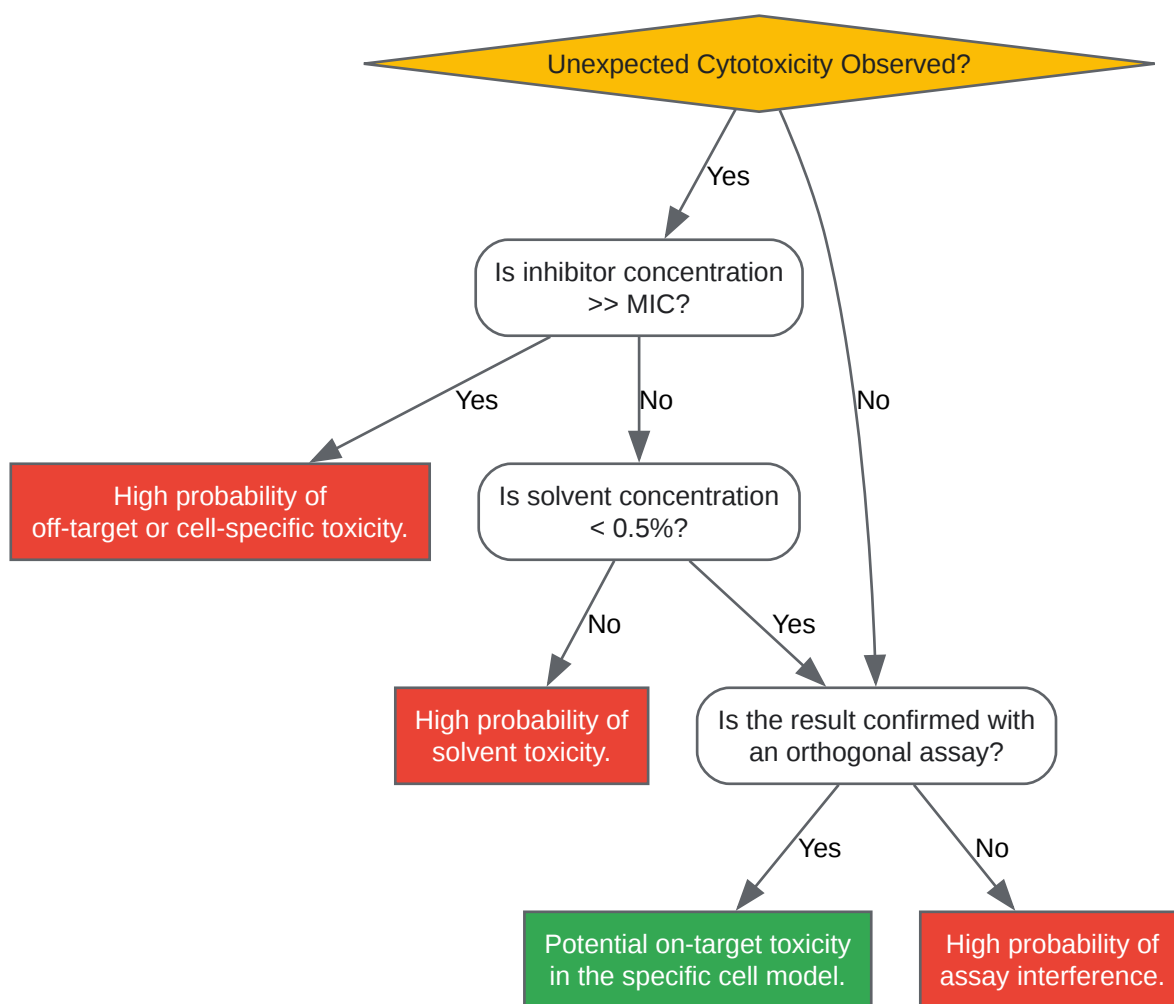 Unexpected Cytotoxicity Observed?
Yes
Is inhibitor concentration
>> MIC?
Yes
No
No
High probability of
off-target or cell-specific toxicity.
Is solvent concentration
< 0.5%?
No
Yes
High probability of
solvent toxicity.
Is the result confirmed with
an orthogonal assay?
Yes
No
Potential on-target toxicity
in the specific cell model.
High probability of
assay interference.